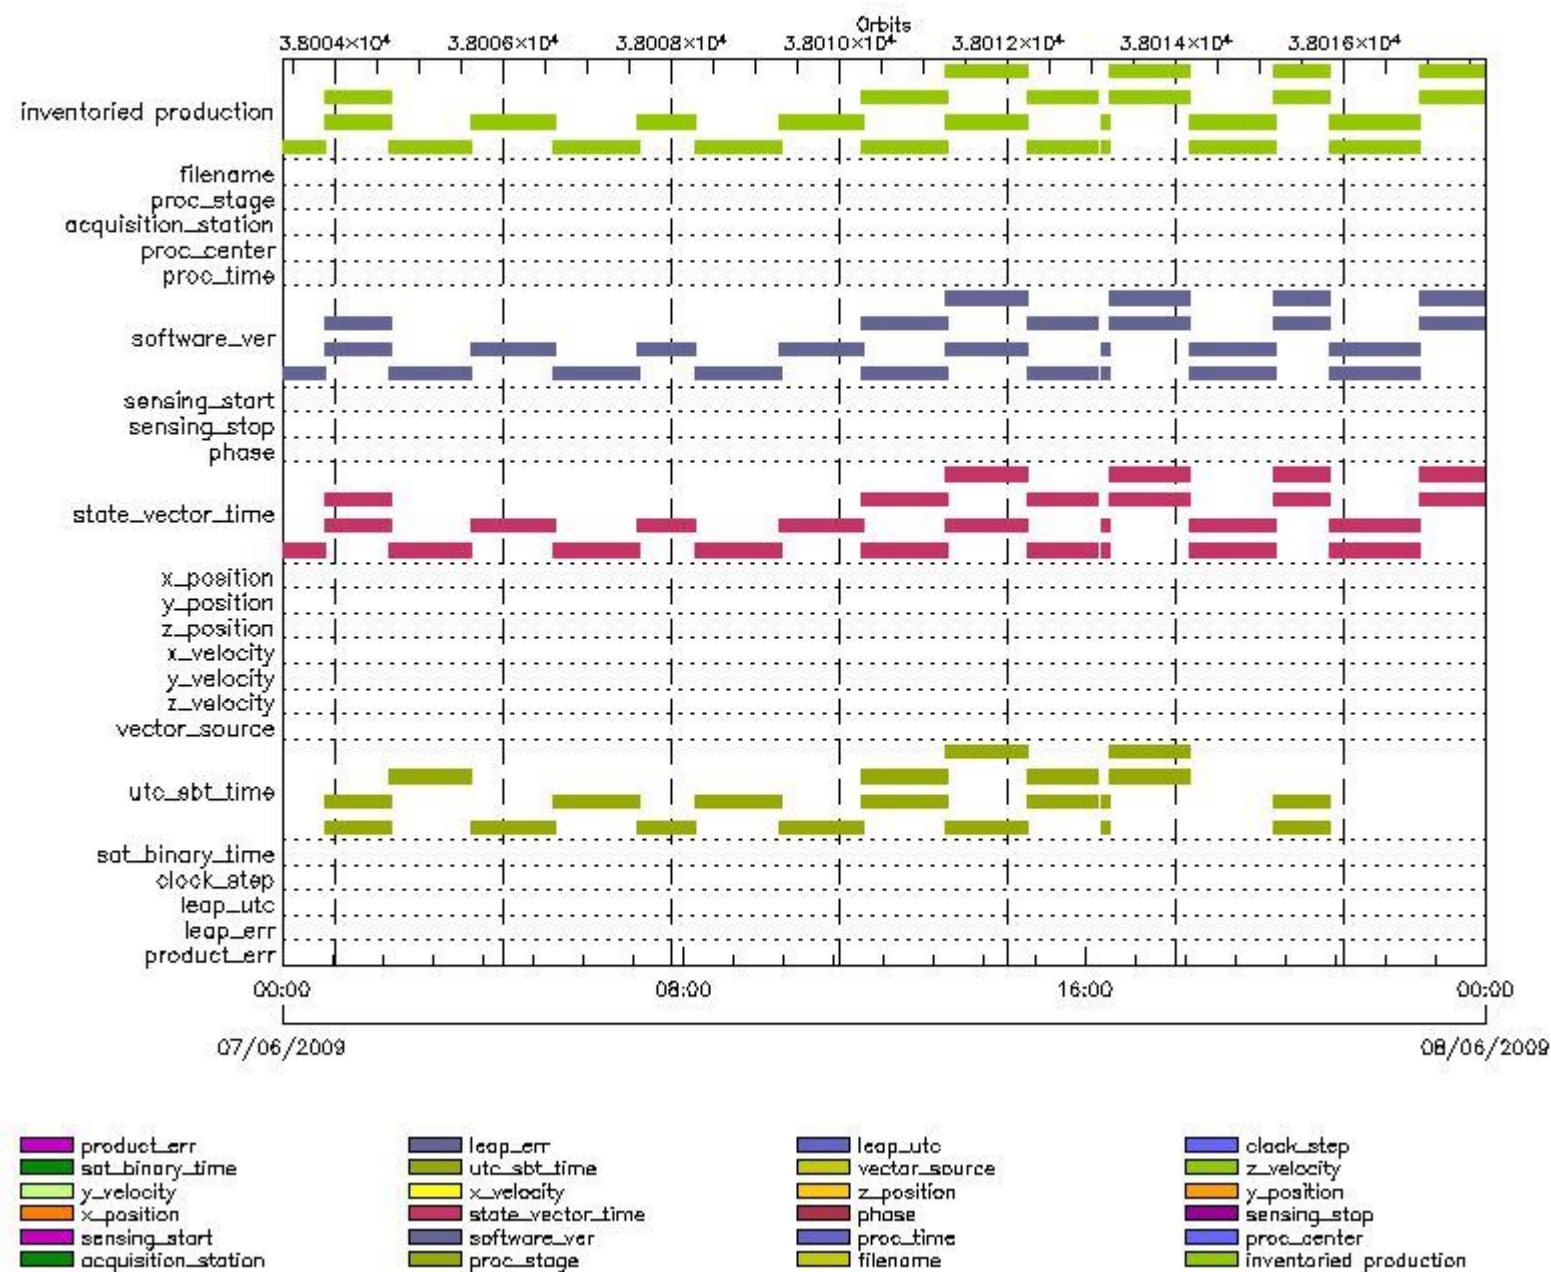 Orbits
3.8004×10⁴ 3.8006×10⁴ 3.8008×10⁴ 3.8010×10⁴ 3.8012×10⁴ 3.8014×10⁴ 3.8016×10⁴
inventoried production
filename
proc_stage
acquisition_station
proc_center
proc_time
software_ver
sensing_start
sensing_stop
phase
state_vector_time
x_position
y_position
z_position
x_velocity
y_velocity
z_velocity
vector_source
utc_sbt_time
sat_binary_time
clock_step
leap_utc
leap_err
product_err
00:00 08:00 16:00 00:00
07/06/2009 08/06/2009
product_err leap_err leap_utc clock_step
sat_binary_time utc_sbt_time vector_source z_velocity
y_velocity x_velocity z_position y_position
x_position state_vector_time phase sensing_stop
sensing_start software_ver proc_time proc_center
acquisition_station proc_stage filename inventoried production